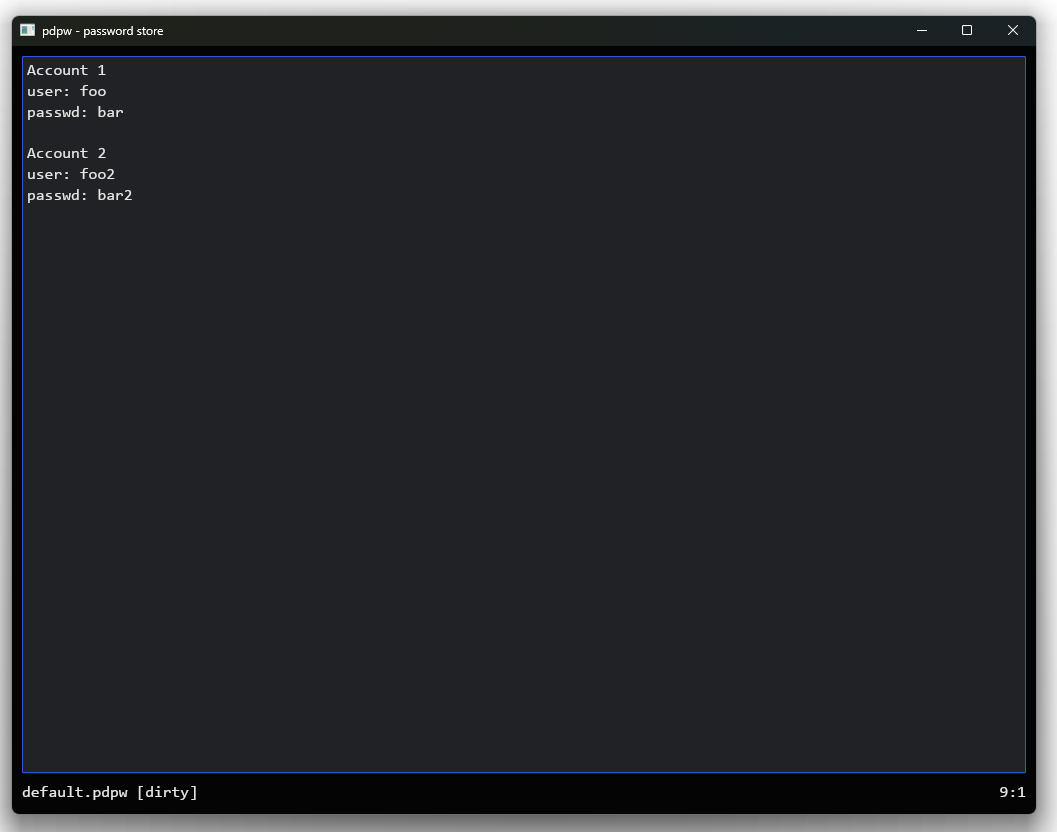 pdpw - password store
Account 1
user: foo
passwd: bar

Account 2
user: foo2
passwd: bar2
default.pdpw [dirty] 9:1